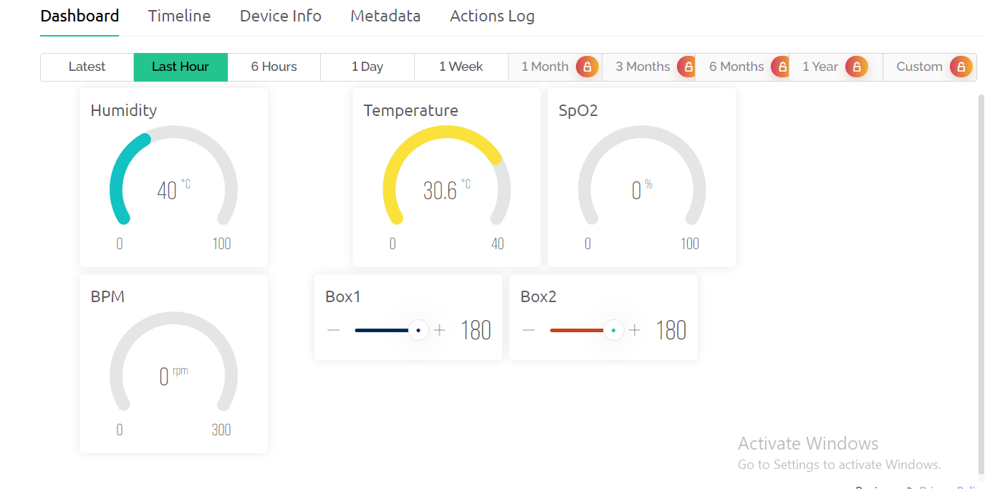 Dashboard Timeline Device Info Metadata Actions Log
Latest Last Hour 6 Hours 1 Day 1 Week 1 Month 3 Months 6 Months 1 Year Custom
Humidity
40 °C
0 100
Temperature
30.6 °C
0 40
SpO2
0 %
0 100
BPM
0 rpm
0 300
Box1
— + 180
Box2
— + 180
Activate Windows
Go to Settings to activate Windows.